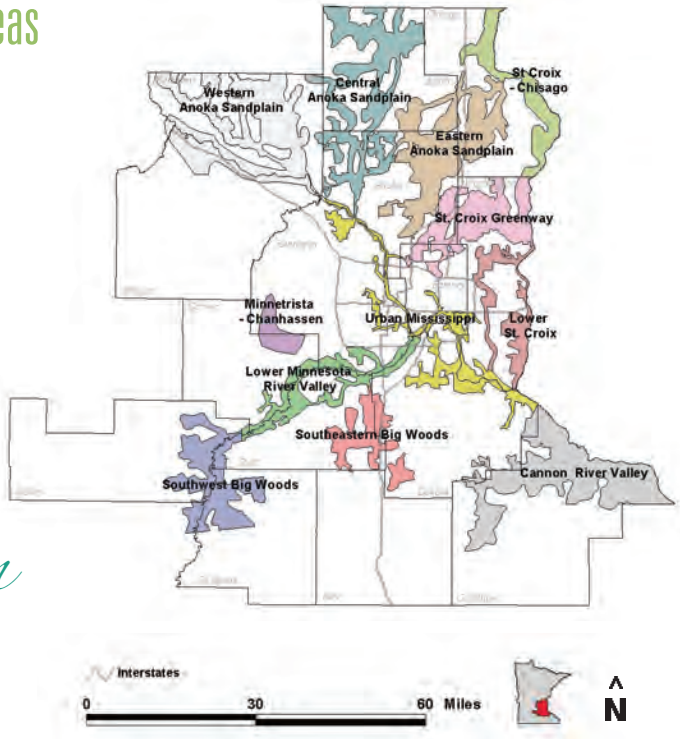 eas
St Croix
- Chisago
Western
Anoka Sandplain
Central
Anoka Sandplain
Eastern
Anoka Sandplain
St. Croix Greenway
Minnetrista
- Chanhassen
Urban Mississippi
Lower
St. Croix
Lower Minnesota
River Valley
Southeastern Big Woods
Cannon River Valley
Southwest Big Woods
Interstates
0
30
60
Miles
N